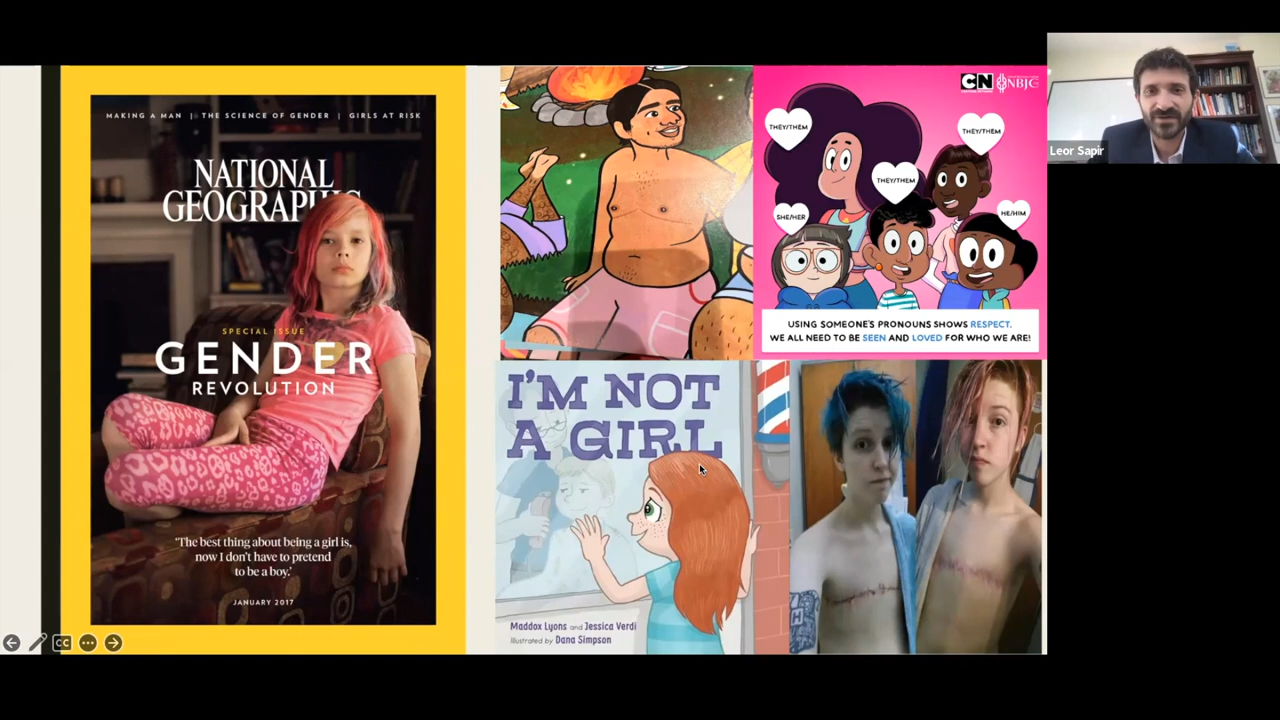 MAKING A MAN | THE SCIENCE OF GENDER | GIRLS AT RISK
NATIONAL
GEOGRAPHIC
SPECIAL ISSUE
GENDER
REVOLUTION
'The best thing about being a girl is,
now I don't have to pretend
to be a boy.'
JANUARY 2017
CC
CN
NBJC
THEY/THEM
THEY/THEM
THEY/THEM
SHE/HER
HE/HIM
USING SOMEONE'S PRONOUNS SHOWS RESPECT.
WE ALL NEED TO BE SEEN AND LOVED FOR WHO WE ARE!
I'M NOT
A GIRL
Maddox Lyons and Jessica Verdi
Illustrated by Dana Simpson
Leor Sapir